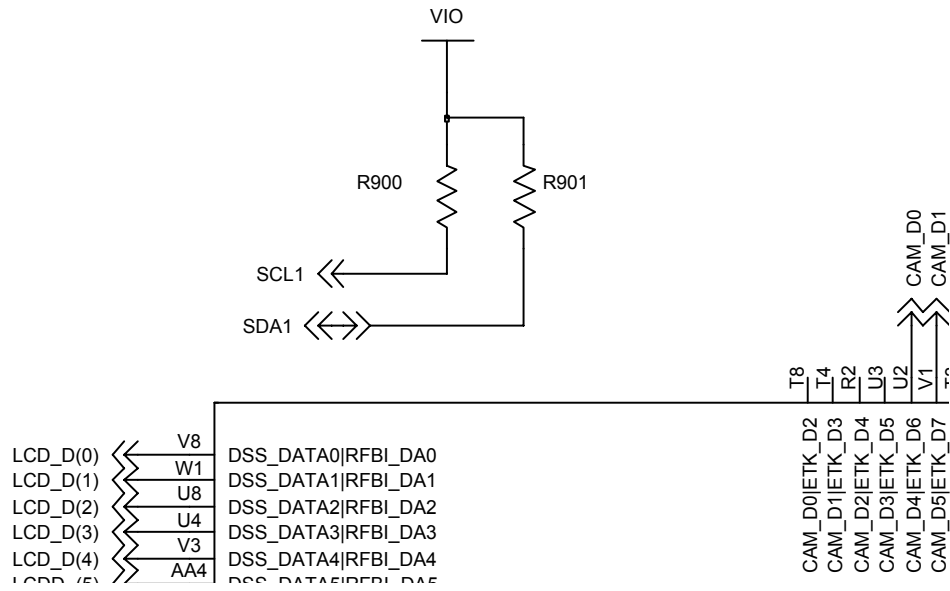 VIO
R900
R901
SCL1
SDA1
CAM_D0
CAM_D1
T8
T4
R2
U3
U2
V1
LCD_D(0)
V8
DSS_DATA0|RFBI_DA0
LCD_D(1)
W1
DSS_DATA1|RFBI_DA1
LCD_D(2)
U8
DSS_DATA2|RFBI_DA2
LCD_D(3)
U4
DSS_DATA3|RFBI_DA3
LCD_D(4)
V3
DSS_DATA4|RFBI_DA4
AA4
DSS_DATA5|RFBI_DA5
CAM_D0|ETK_D2
CAM_D1|ETK_D3
CAM_D2|ETK_D4
CAM_D3|ETK_D5
CAM_D4|ETK_D6
CAM_D5|ETK_D7